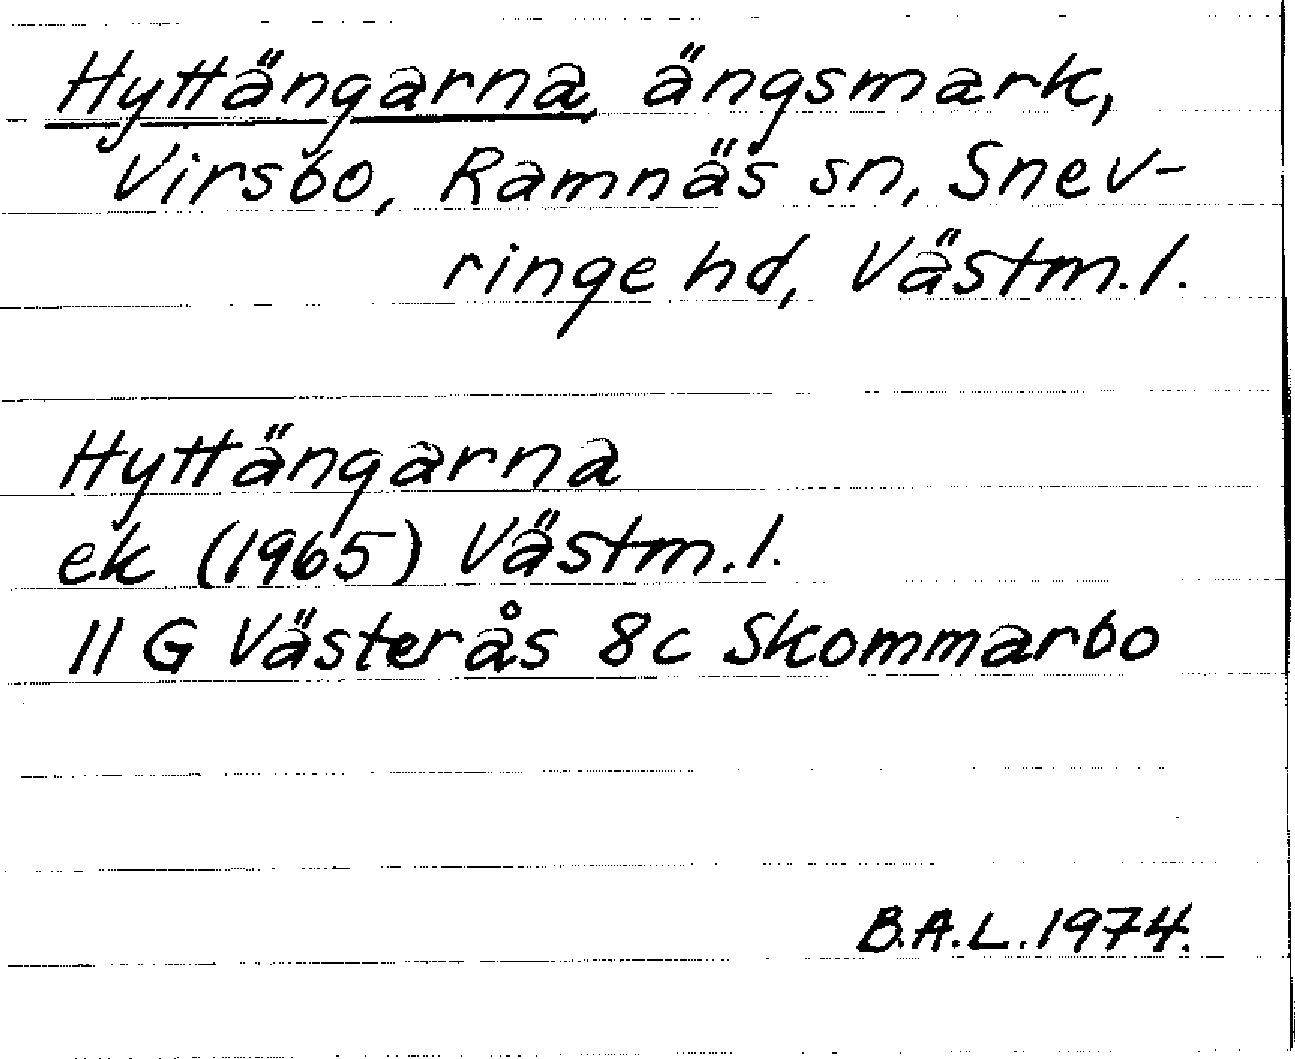 Hyttängarna, ängsmark,
Virsbo, Ramnäs sn, Snev-
ringe hd, Västm.l.
Hyttängarna
ek (1965) Västm.l.
11 G Västerås 8c Skommarbo
B.A.L. 1974.